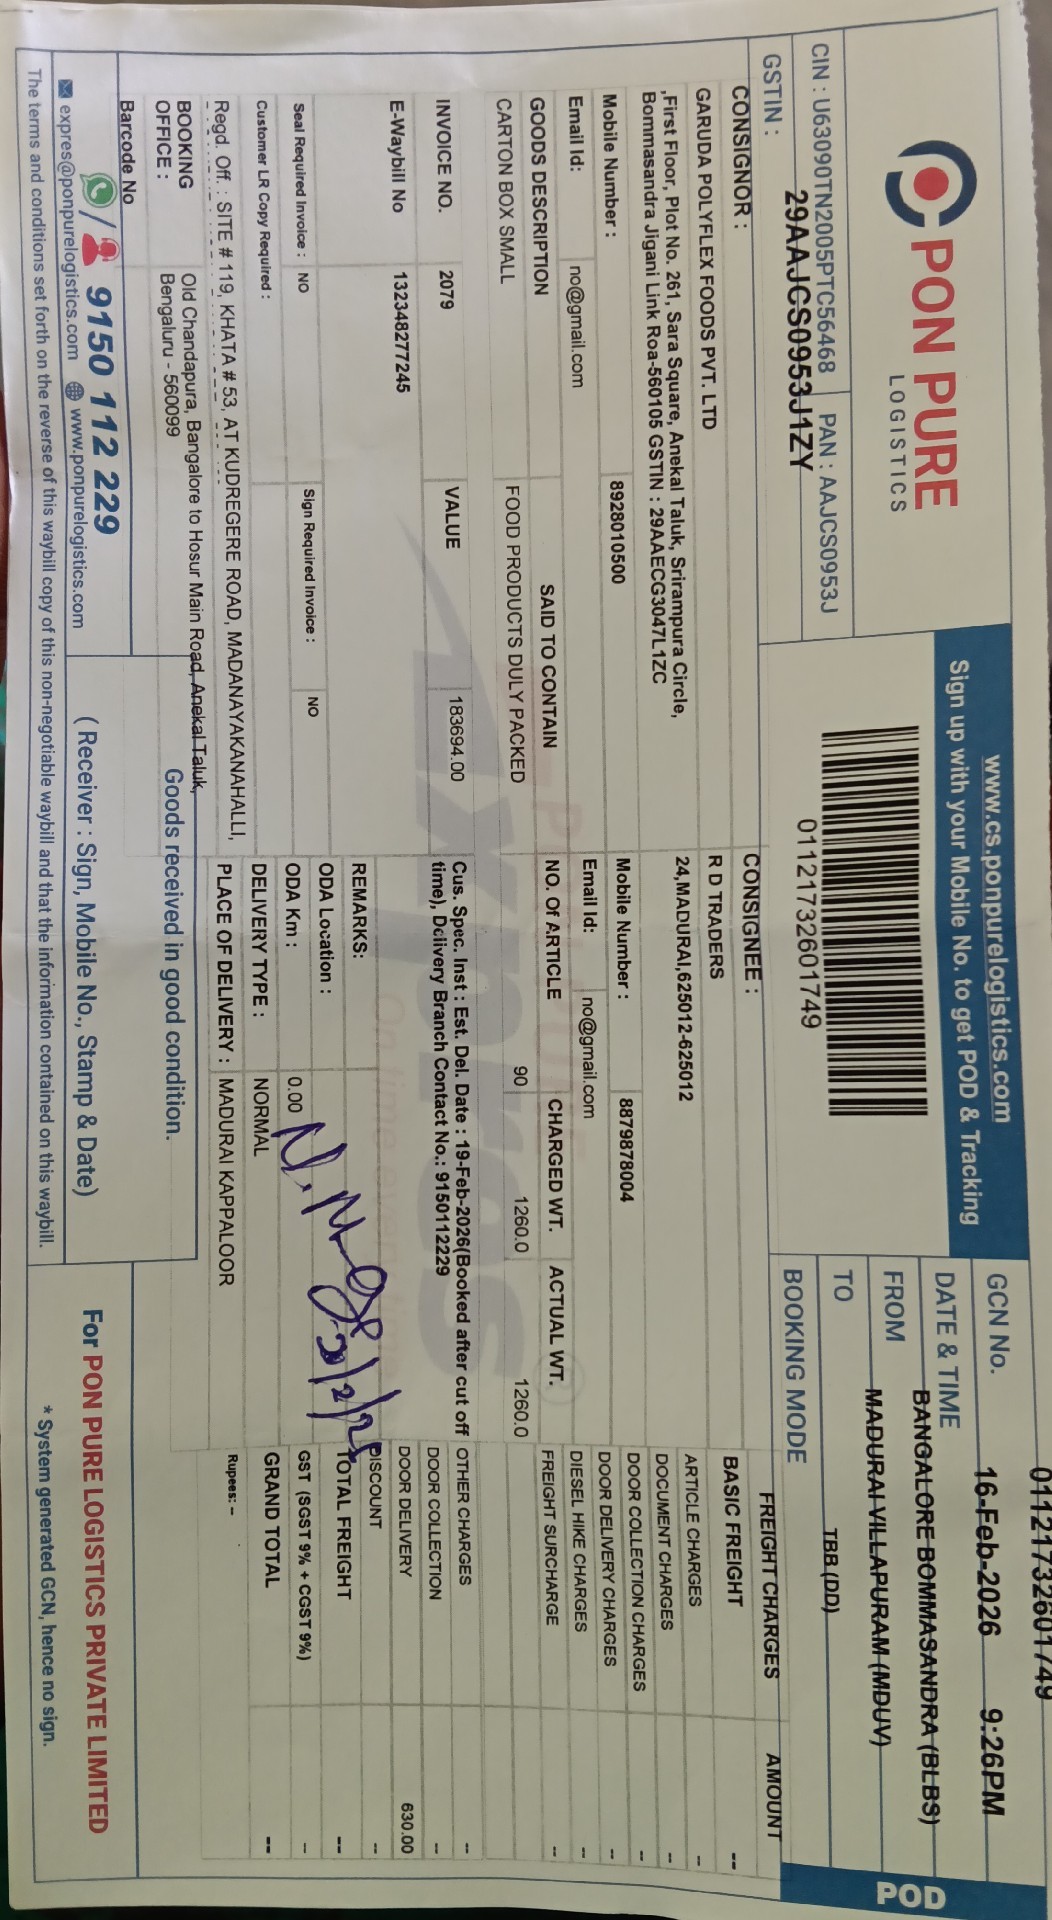 PON PURE
LOGISTICS
www.cs.ponpurelogistics.com
Sign up with your Mobile No. to get POD & Tracking
POD
CIN : U63090TN2005PTC56468 PAN : AAJCS0953J
GSTIN : 29AAJCS0953J1ZY
01121732601749
GCN No. 01121732601749
DATE & TIME 16-Feb-2026 9:26PM
FROM BANGALORE BOMMASANDRA (BLBS)
TO MADURAI VILLAPURAM (MDUV)
BOOKING MODE TBB (DD)
CONSIGNOR :
GARUDA POLYFLEX FOODS PVT. LTD
,First Floor, Plot No. 261, Sara Square, Anekal Taluk, Srirampura Circle,
Bommasandra Jigani Link Roa-560105 GSTIN : 29AAECG3047L1ZC
Mobile Number : 8928010500
Email Id: no@gmail.com
CONSIGNEE :
R D TRADERS
24,MADURAI,625012-625012
Mobile Number : 8879878004
Email Id: no@gmail.com
GOODS DESCRIPTION SAID TO CONTAIN NO. Of ARTICLE CHARGED WT. ACTUAL WT.
CARTON BOX SMALL FOOD PRODUCTS DULY PACKED 90 1260.0 1260.0
INVOICE NO. 2079 VALUE 183694.00
E-Waybill No 132348277245
Cus. Spec. Inst : Est. Del. Date : 19-Feb-2026(Booked after cut off
time), Delivery Branch Contact No.: 9150112229
Seal Required Invoice : NO Sign Required Invoice : NO
Customer LR Copy Required :
REMARKS:
ODA Location :
ODA Km : 0.00
DELIVERY TYPE : NORMAL
PLACE OF DELIVERY : MADURAI KAPPALOOR
FREIGHT CHARGES AMOUNT
BASIC FREIGHT --
ARTICLE CHARGES --
DOCUMENT CHARGES --
DOOR COLLECTION CHARGES --
DOOR DELIVERY CHARGES --
DIESEL HIKE CHARGES --
FREIGHT SURCHARGE --
OTHER CHARGES --
DOOR COLLECTION --
DOOR DELIVERY 630.00
DISCOUNT --
TOTAL FREIGHT --
GST (SGST 9% + CGST 9%) --
GRAND TOTAL --
Rupees: --
Regd. Off. : SITE # 119, KHATA # 53, AT KUDREGERE ROAD, MADANAYAKANAHALLI,
BOOKING OFFICE : Old Chandapura, Bangalore to Hosur Main Road, Anekal Taluk,
Bengaluru - 560099
Barcode No
Goods received in good condition.
9150 112 229
expres@ponpurelogistics.com www.ponpurelogistics.com
( Receiver : Sign, Mobile No., Stamp & Date)
For PON PURE LOGISTICS PRIVATE LIMITED
* System generated GCN, hence no sign.
The terms and conditions set forth on the reverse of this waybill copy of this non-negotiable waybill and that the information contained on this waybill.